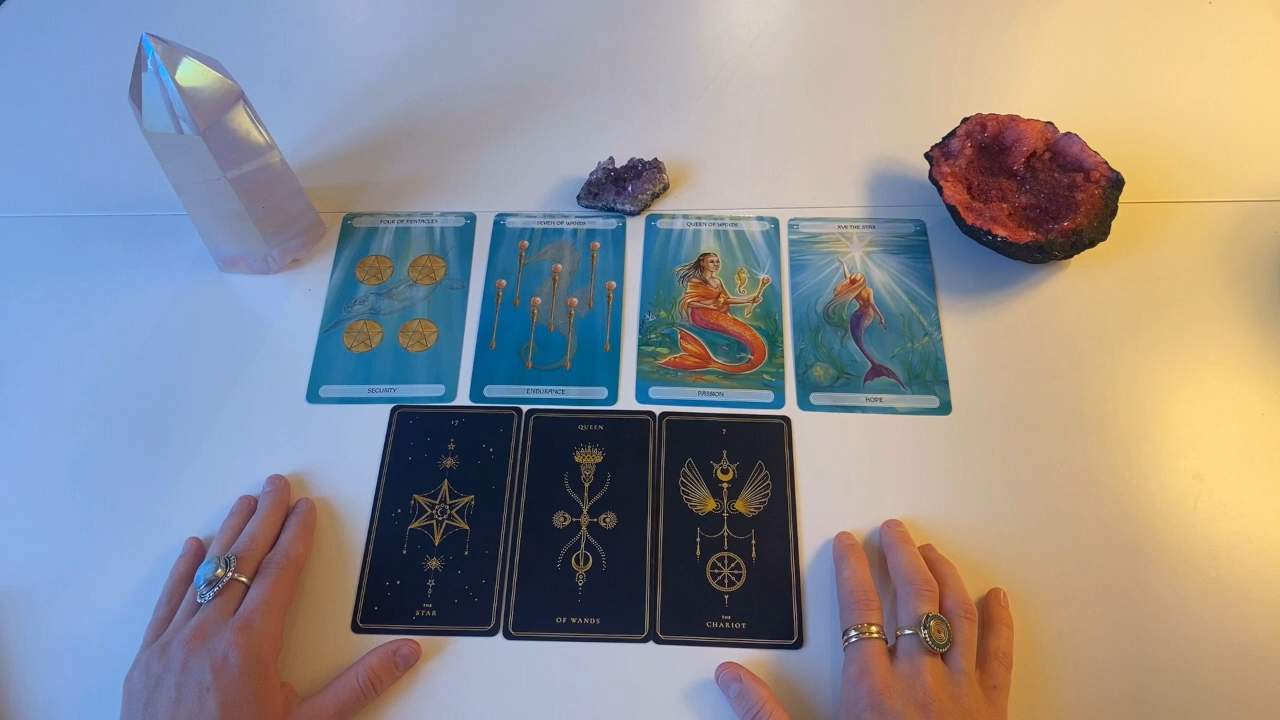 FOUR OF PENTACLES
SECURITY
SEVEN OF WANDS
ENDURANCE
QUEEN OF WANDS
PASSION
XVII THE STAR
HOPE
17
THE
STAR
QUEEN
OF WANDS
7
THE
CHARIOT